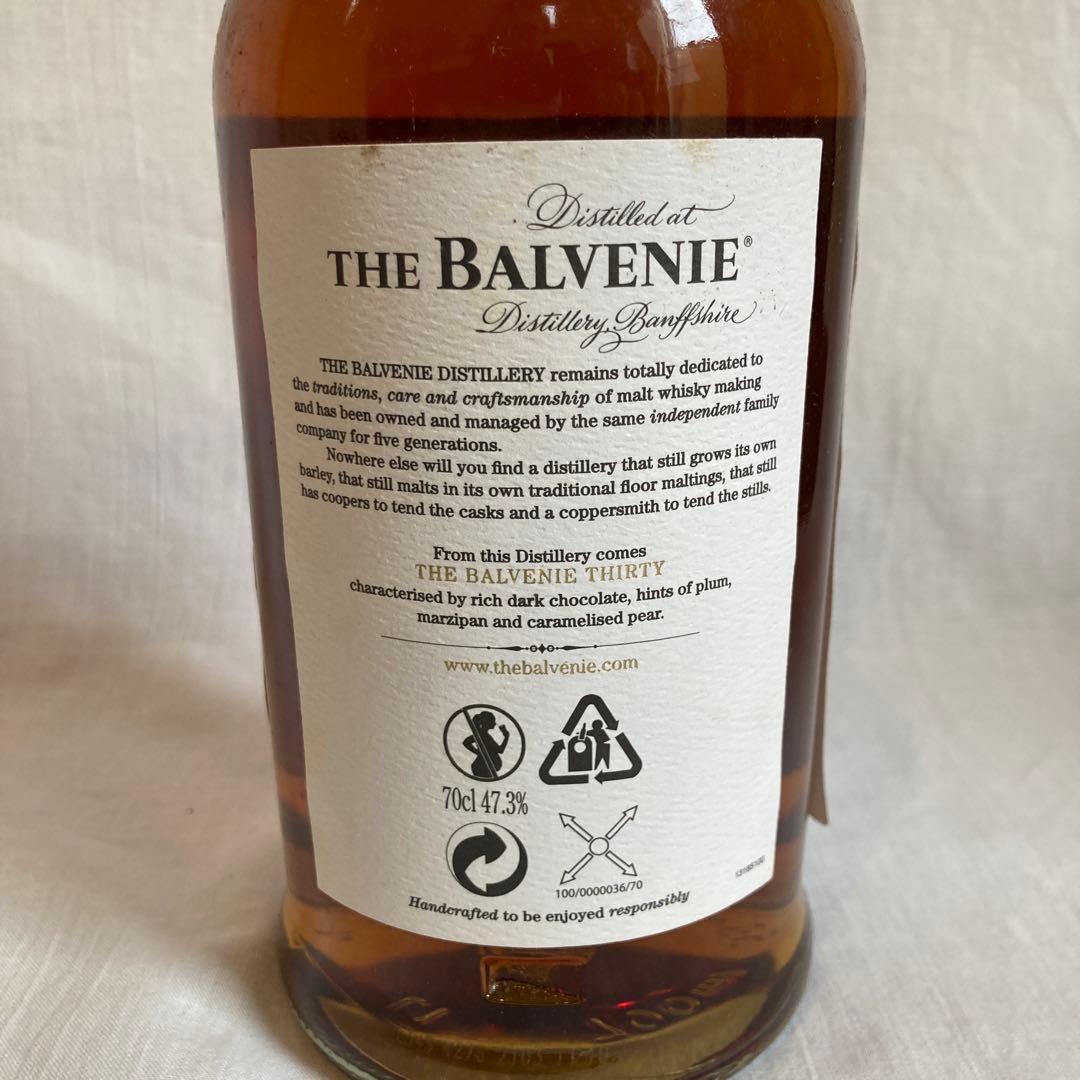 Distilled at
THE BALVENIE®
Distillery, Banffshire
THE BALVENIE DISTILLERY remains totally dedicated to
the traditions, care and craftsmanship of malt whisky making
and has been owned and managed by the same independent family
company for five generations.
Nowhere else will you find a distillery that still grows its own
barley, that still malts in its own traditional floor maltings, that still
has coopers to tend the casks and a coppersmith to tend the stills.
From this Distillery comes
THE BALVENIE THIRTY
characterised by rich dark chocolate, hints of plum,
marzipan and caramelised pear.
www.thebalvenie.com
70cl 47.3%
100/0000036/70
Handcrafted to be enjoyed responsibly